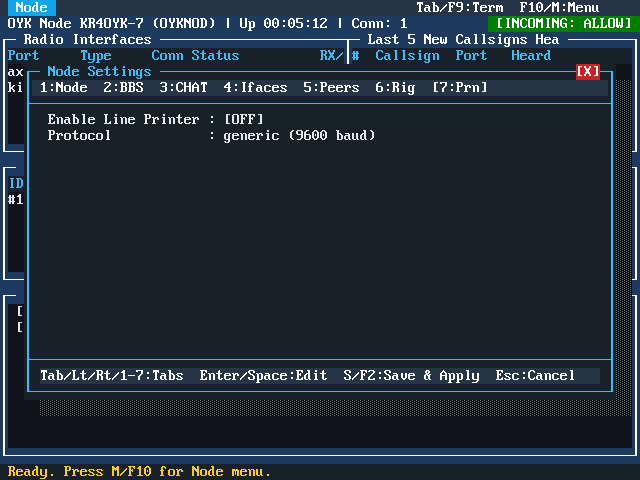 Node Tab/F9:Term F10/M:Menu
OYK Node KR4OYK-7 (OYKNOD) | Up 00:05:12 | Conn: 1 [INCOMING: ALLOW]
Radio Interfaces Last 5 New Callsigns Hea
Port Type Conn Status RX/ # Callsign Port Heard
ax
Node Settings [X]
ki
1:Node 2:BBS 3:CHAT 4:Ifaces 5:Peers 6:Rig [7:Prn]
Enable Line Printer : [OFF]
Protocol : generic (9600 baud)
ID
#1
[
[
Tab/Lt/Rt/1-7:Tabs Enter/Space:Edit S/F2:Save & Apply Esc:Cancel
Ready. Press M/F10 for Node menu.